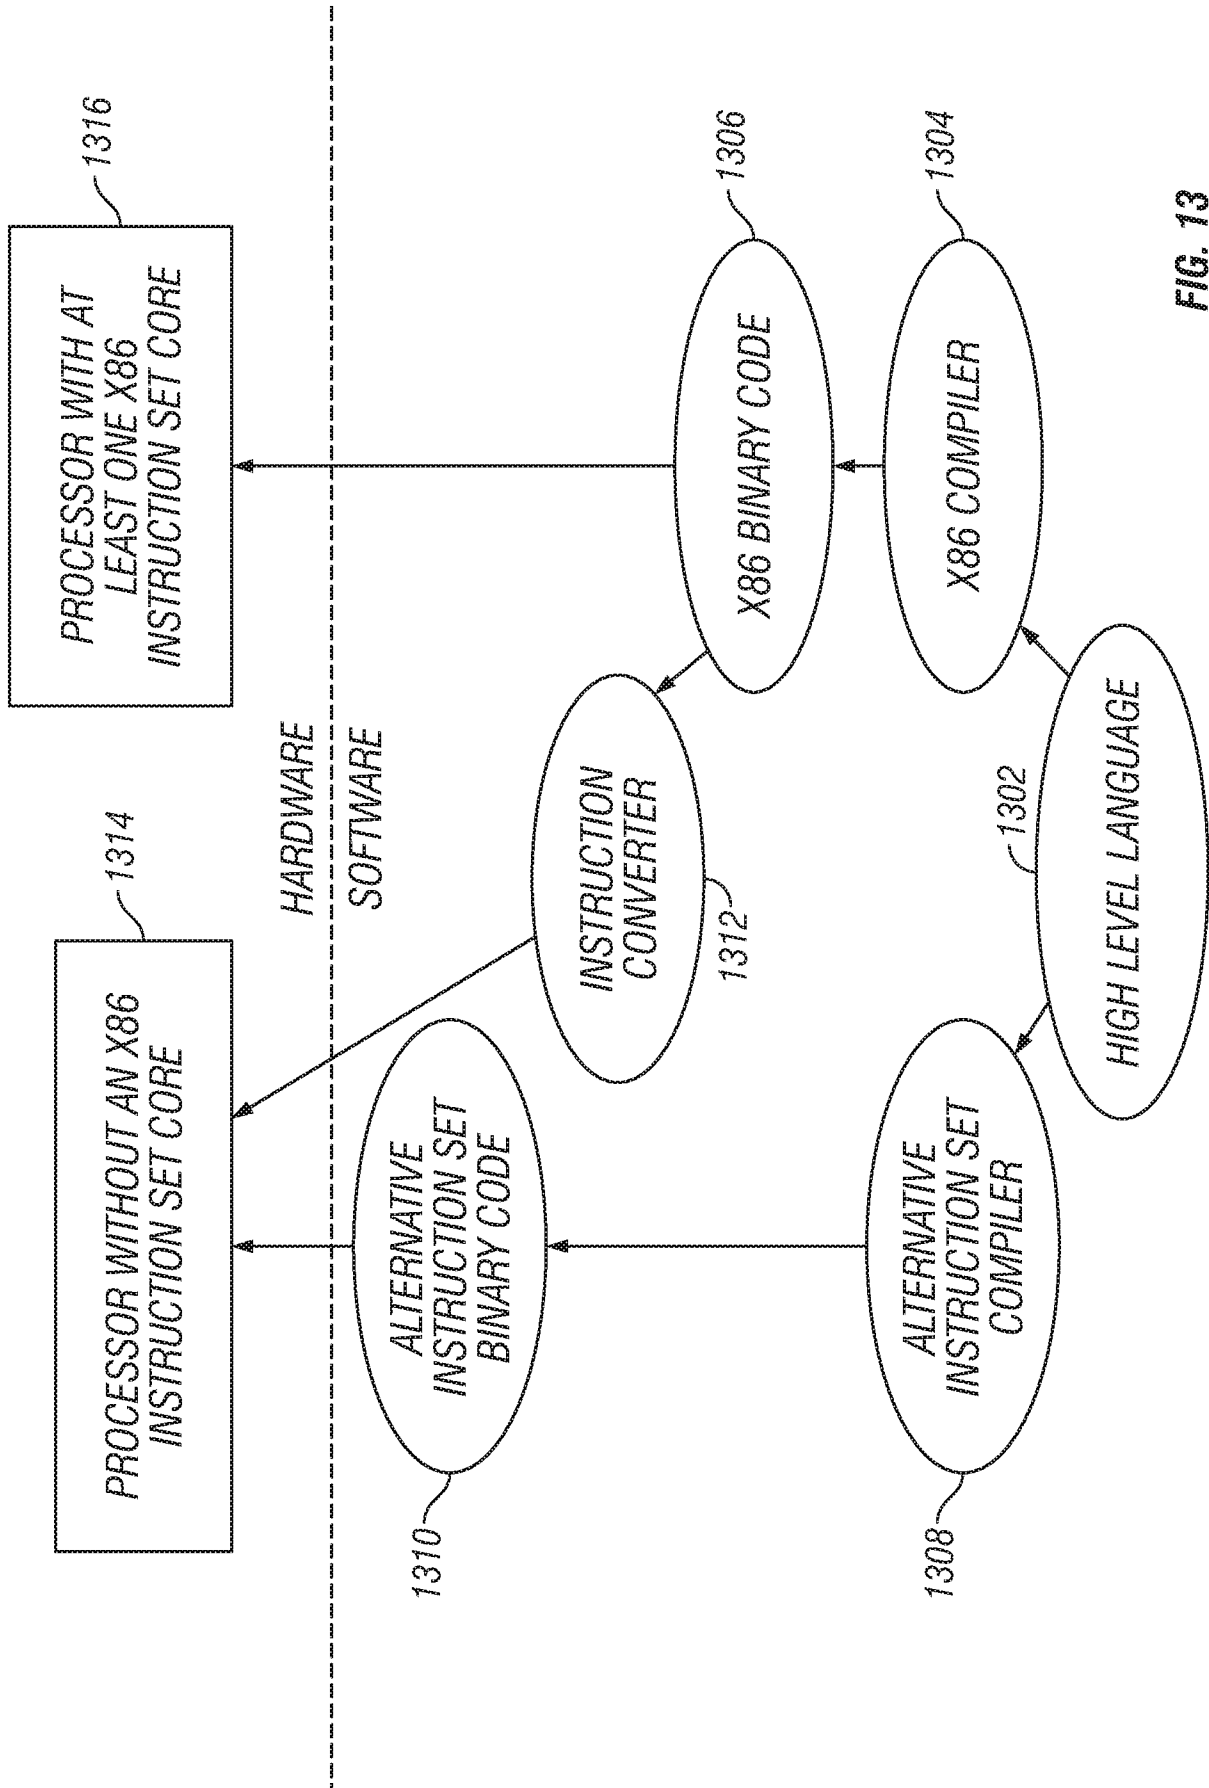 PROCESSOR WITHOUT AN X86
INSTRUCTION SET CORE
1314
PROCESSOR WITH AT
LEAST ONE X86
INSTRUCTION SET CORE
1316
HARDWARE
SOFTWARE
ALTERNATIVE
INSTRUCTION SET
BINARY CODE
1310
INSTRUCTION
CONVERTER
1312
X86 BINARY CODE
1306
ALTERNATIVE
INSTRUCTION SET
COMPILER
1308
X86 COMPILER
1304
1302
HIGH LEVEL LANGUAGE
FIG. 13